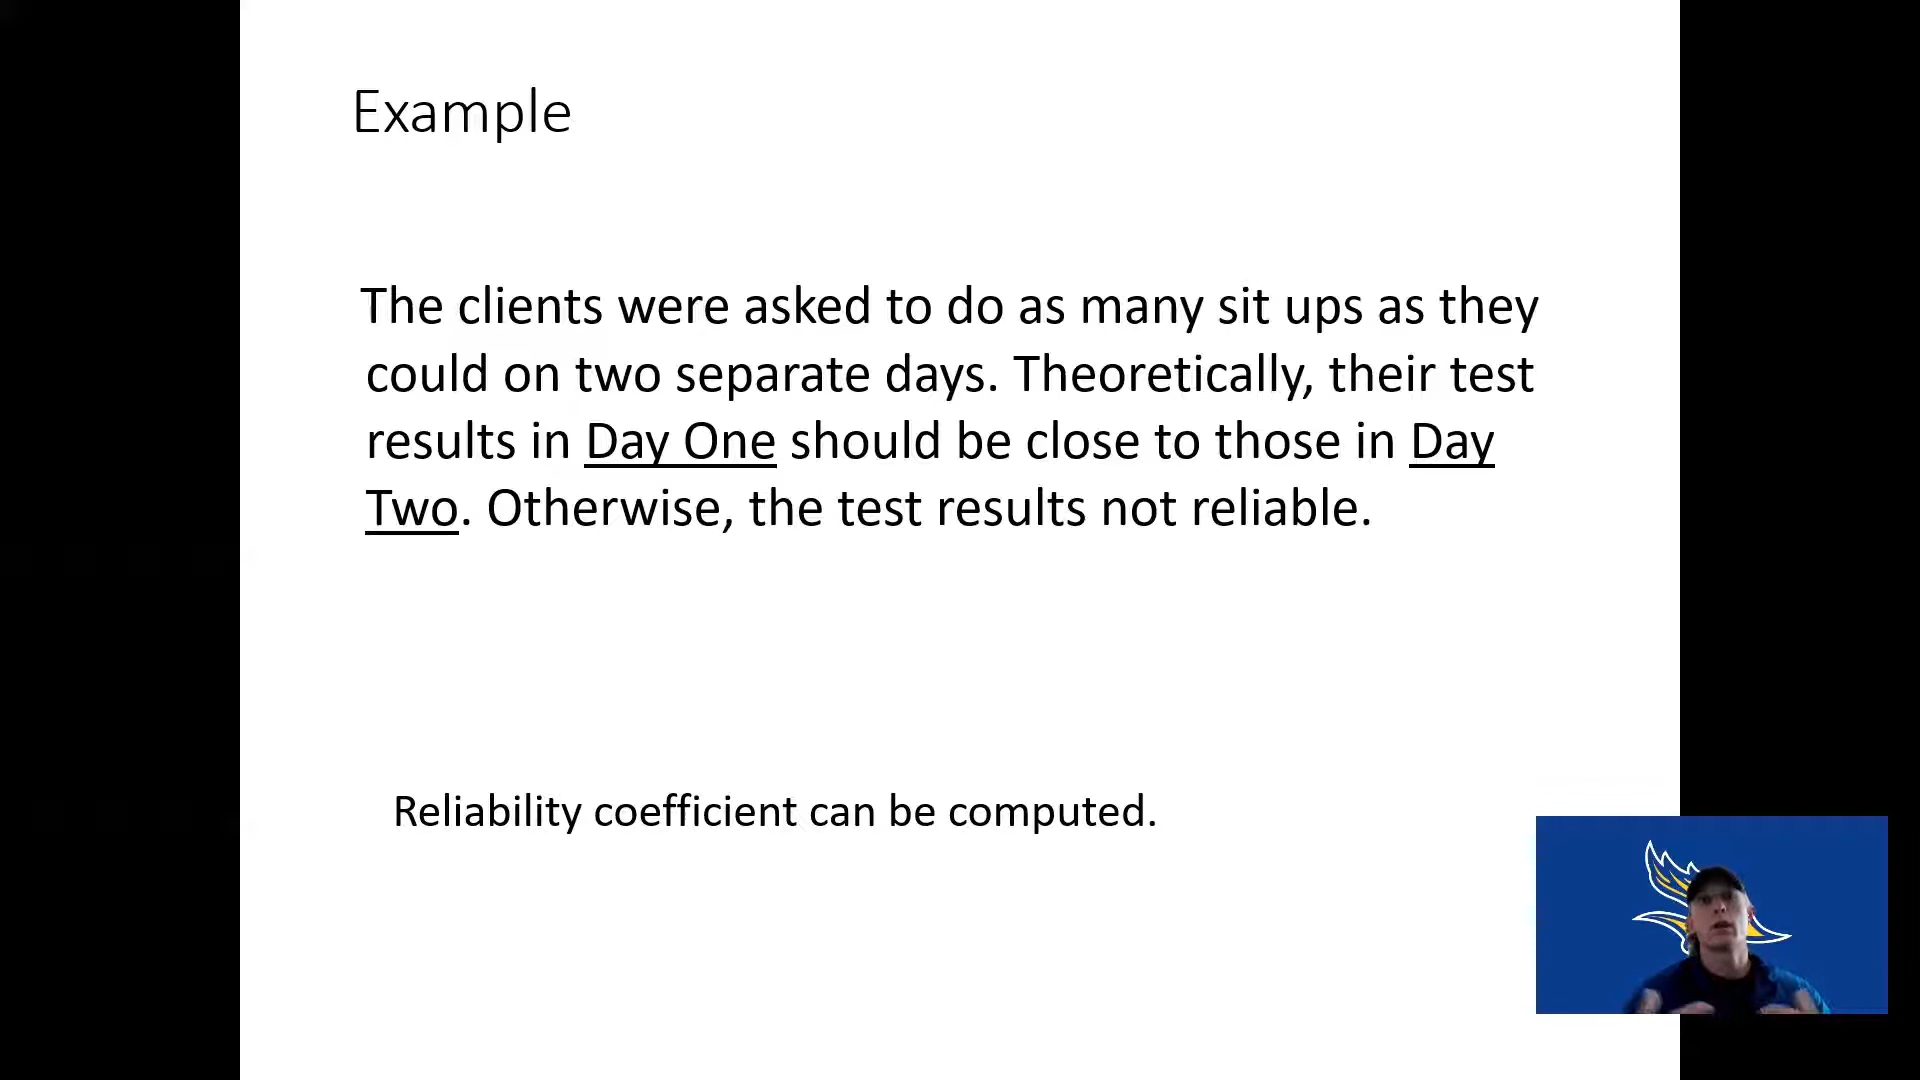 Example
The clients were asked to do as many sit ups as they
could on two separate days. Theoretically, their test
results in Day One should be close to those in Day
Two. Otherwise, the test results not reliable.
Reliability coefficient can be computed.